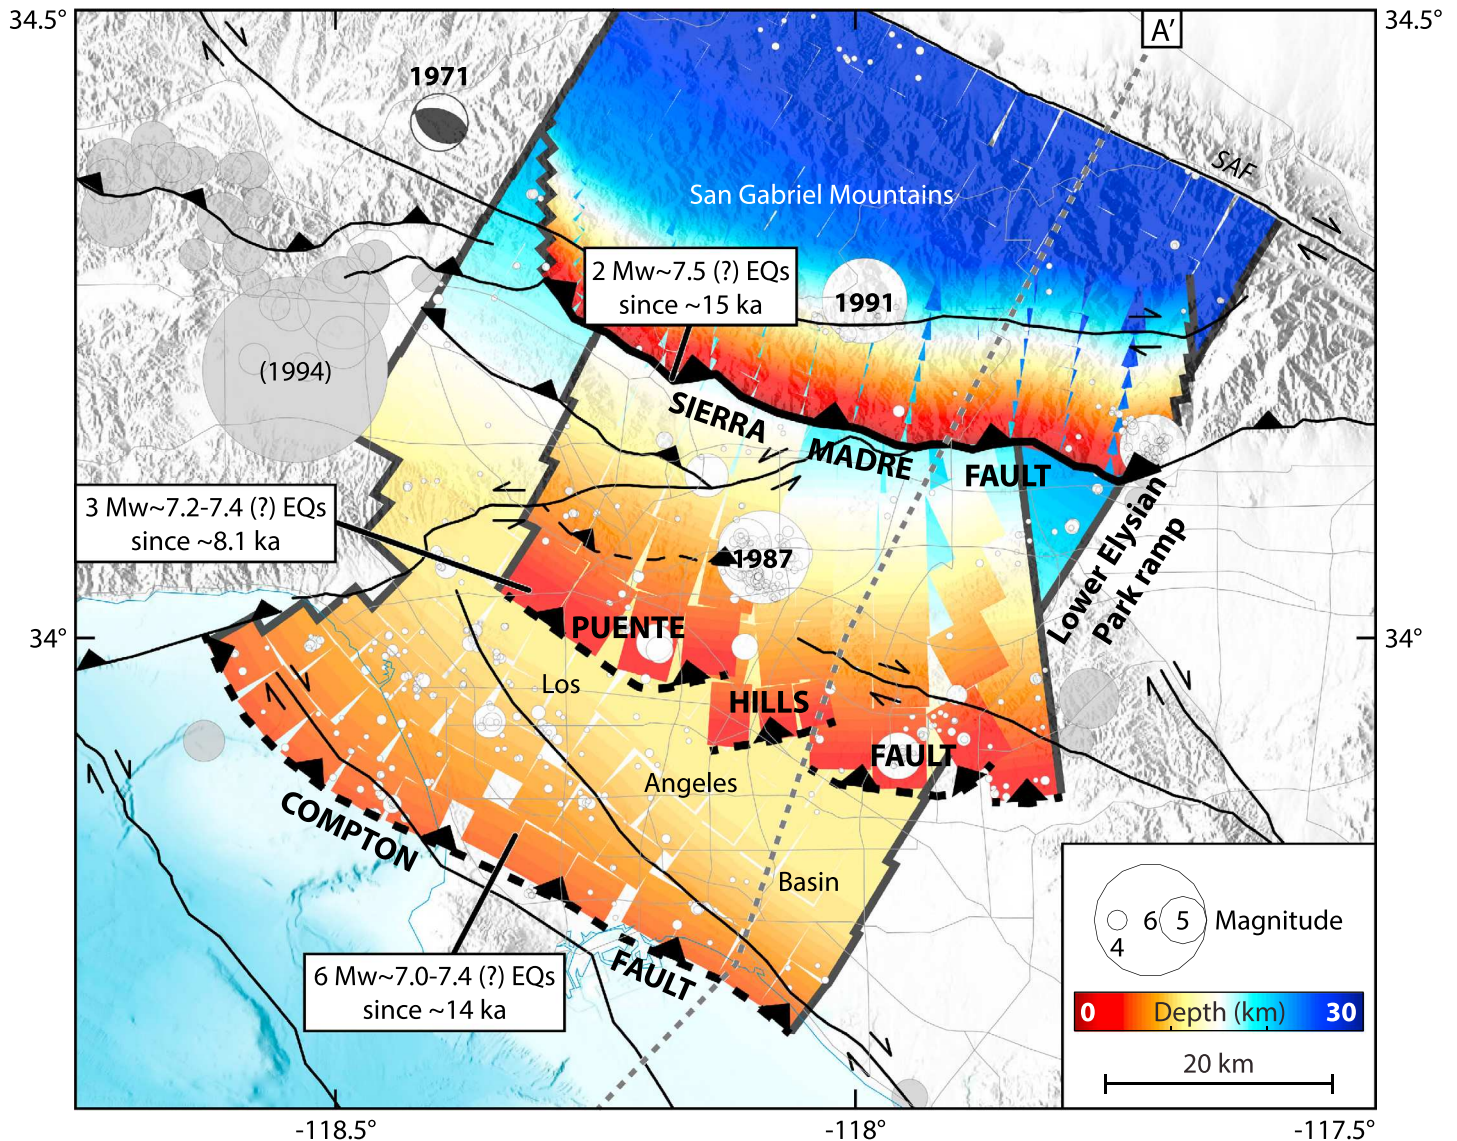 34.5°
34.5°
A′
1971
SAF
San Gabriel Mountains
2 Mw~7.5 (?) EQs
since ~15 ka
1991
(1994)
SIERRA
MADRE
FAULT
3 Mw~7.2-7.4 (?) EQs
since ~8.1 ka
1987
Lower Elysian
Park ramp
34°
34°
PUENTE
HILLS
FAULT
Los
Angeles
Basin
COMPTON
FAULT
6 Mw~7.0-7.4 (?) EQs
since ~14 ka
4
6
5
Magnitude
0
Depth (km)
30
20 km
-118.5°
-118°
-117.5°